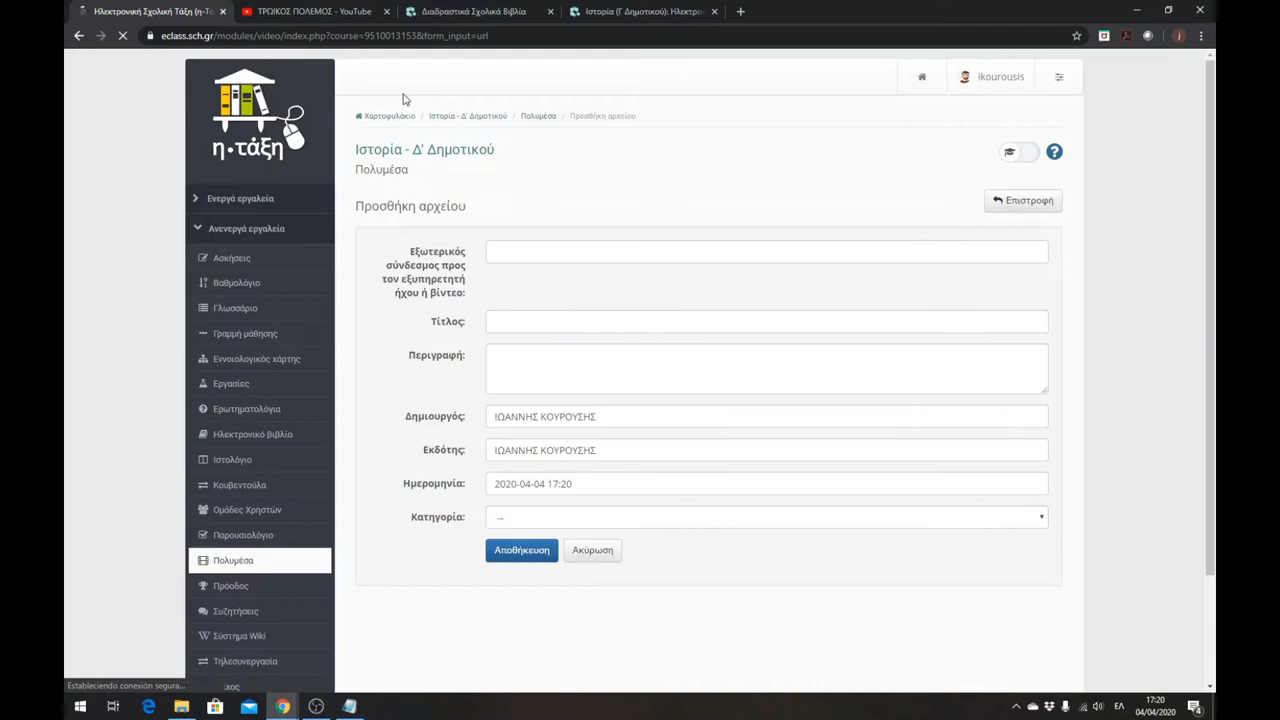 Ηλεκτρονική Σχολική Τάξη (η-Τά
ΤΡΩΙΚΟΣ ΠΟΛΕΜΟΣ - YouTube
Διαδραστικά Σχολικά Βιβλία
Ιστορία (Γ Δημοτικού): Ηλεκτρο
eclass.sch.gr/modules/video/index.php?course=9510013153&form_input=url
η·τάξη
ikourousis
Χαρτοφυλάκιο / Ιστορία - Δ' Δημοτικού / Πολυμέσα / Προσθήκη αρχείου
Ιστορία - Δ' Δημοτικού
Πολυμέσα
Προσθήκη αρχείου
Επιστροφή
Ενεργά εργαλεία
Ανενεργά εργαλεία
Ασκήσεις
Βαθμολόγιο
Γλωσσάριο
Γραμμή μάθησης
Εννοιολογικός χάρτης
Εργασίες
Ερωτηματολόγια
Ηλεκτρονικό βιβλίο
Ιστολόγιο
Κουβεντούλα
Ομάδες Χρηστών
Παρουσιολόγιο
Πολυμέσα
Πρόοδος
Συζητήσεις
Σύστημα Wiki
Τηλεσυνεργασία
χος
Εξωτερικός
σύνδεσμος προς
τον εξυπηρετητή
ήχου ή βίντεο:
Τίτλος:
Περιγραφή:
Δημιουργός: ΙΩΑΝΝΗΣ ΚΟΥΡΟΥΣΗΣ
Εκδότης: ΙΩΑΝΝΗΣ ΚΟΥΡΟΥΣΗΣ
Ημερομηνία: 2020-04-04 17:20
Κατηγορία: --
Αποθήκευση
Ακύρωση
Estableciendo conexión segura...
ΕΛ
17:20
04/04/2020
4